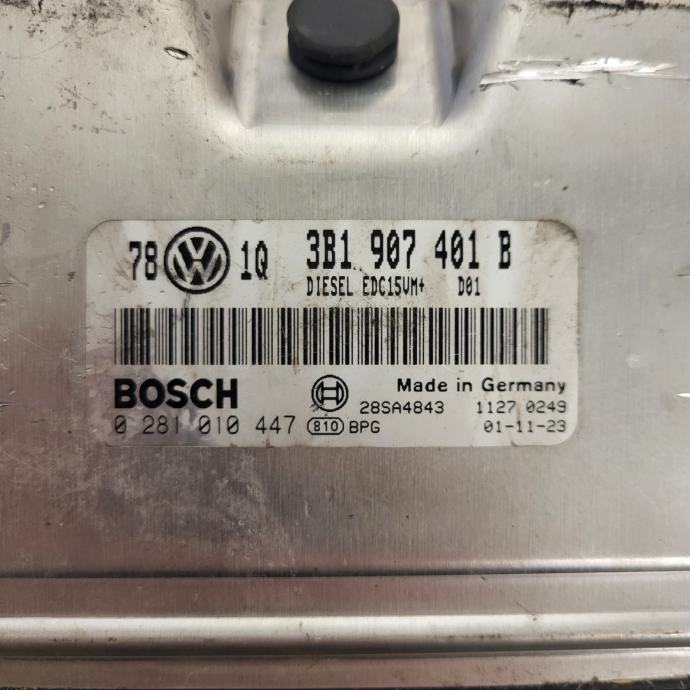 78 VW 1Q 3B1 907 401 B
DIESEL EDC15VM+ D01
BOSCH Made in Germany
28SA4843 1127 0249
0 281 010 447 810 BPG 01-11-23